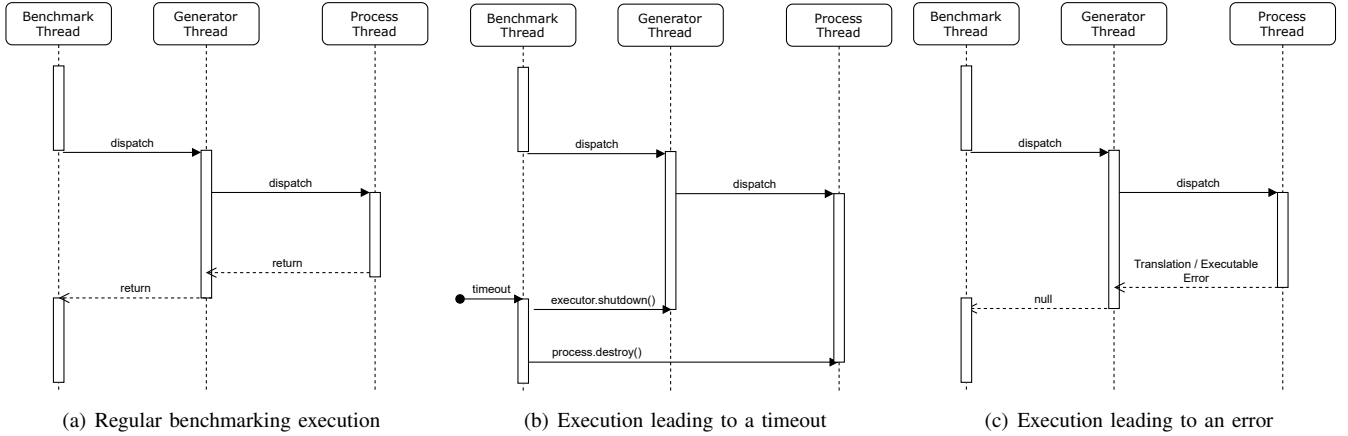 Benchmark
Thread
Generator
Thread
Process
Thread
dispatch
dispatch
return
return
(a) Regular benchmarking execution
Benchmark
Thread
Generator
Thread
Process
Thread
dispatch
dispatch
timeout
executor.shutdown()
process.destroy()
(b) Execution leading to a timeout
Benchmark
Thread
Generator
Thread
Process
Thread
dispatch
dispatch
Translation / Executable
Error
null
(c) Execution leading to an error